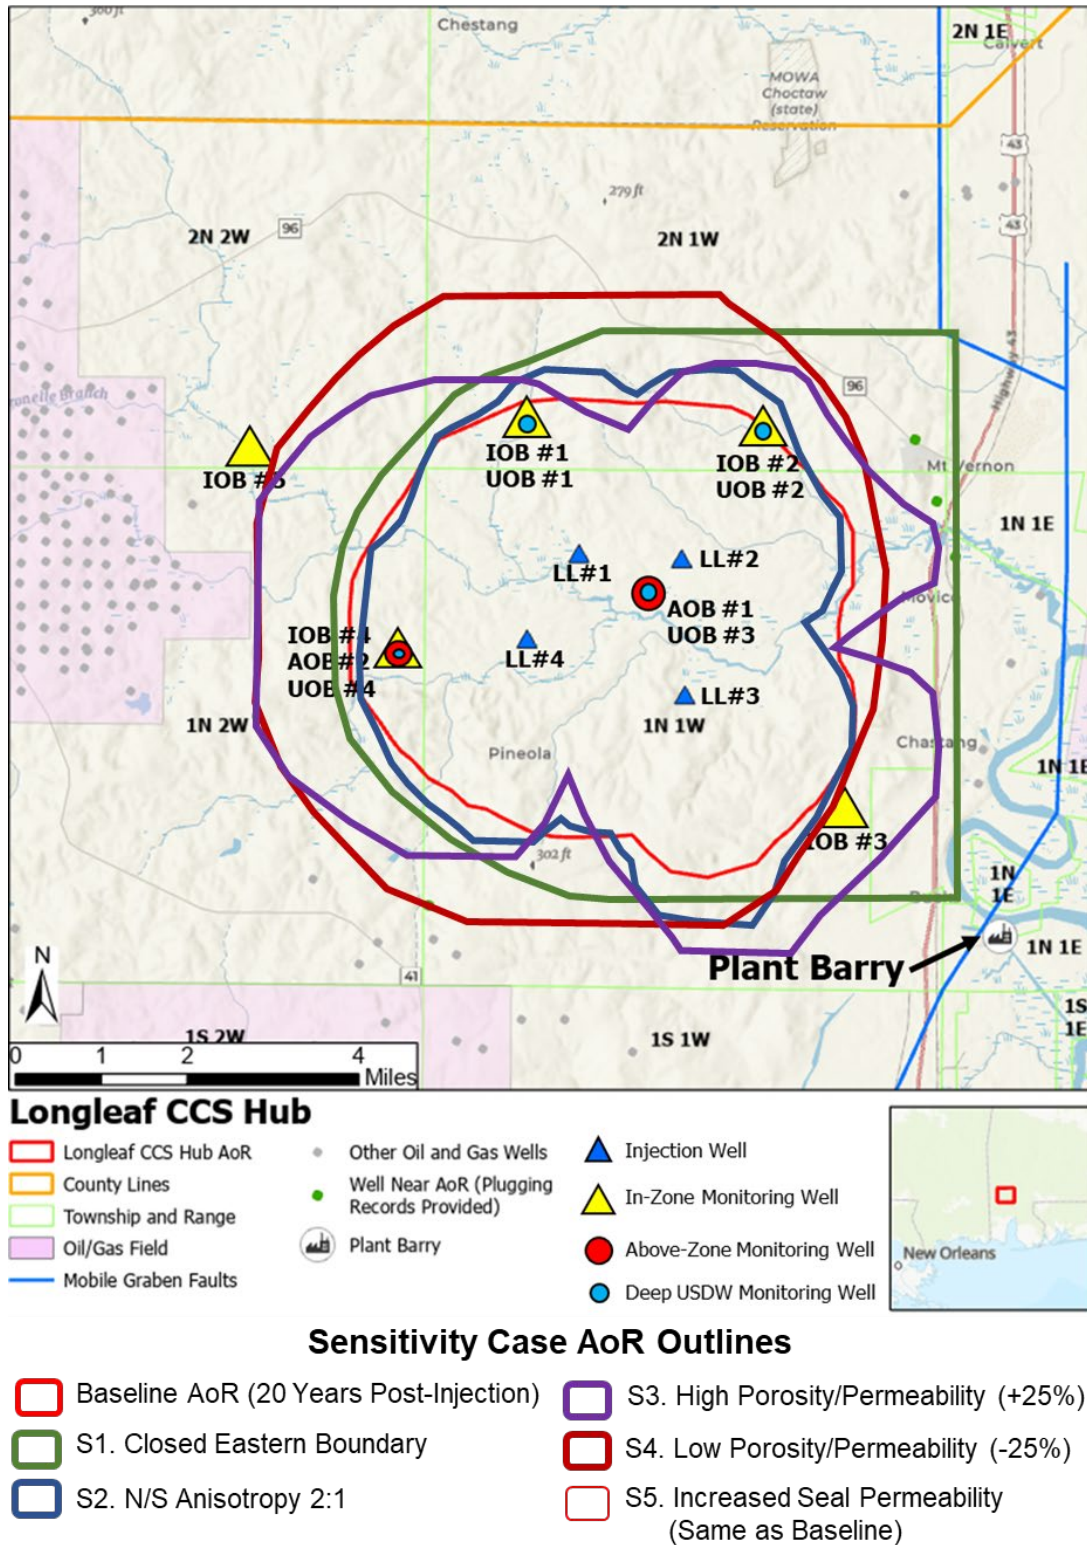 360 ft
Chestang
2N 1E
Calvert
MOWA
Choctaw
(state)
Reservation
43
279 ft
96
2N 2W
2N 1W
43
Highway 43
96
IOB #1
UOB #1
IOB #2
UOB #2
IOB #5
Mt Vernon
1N 1E
LL#1
LL#2
Movico
AOB #1
UOB #3
IOB #4
AOB #2
UOB #4
LL#4
LL#3
1N 2W
1N 1W
Pineola
Chastang
1N 1E
IOB #3
302 ft
1N
1E
N
Plant Barry
1N 1E
41
1S
1E
1S 2W
1S 1W
0 1 2 4
Miles
Longleaf CCS Hub
Longleaf CCS Hub AoR
County Lines
Township and Range
Oil/Gas Field
Mobile Graben Faults
Other Oil and Gas Wells
Well Near AoR (Plugging
Records Provided)
Plant Barry
Injection Well
In-Zone Monitoring Well
Above-Zone Monitoring Well
Deep USDW Monitoring Well
New Orleans
Sensitivity Case AoR Outlines
Baseline AoR (20 Years Post-Injection)
S1. Closed Eastern Boundary
S2. N/S Anisotropy 2:1
S3. High Porosity/Permeability (+25%)
S4. Low Porosity/Permeability (-25%)
S5. Increased Seal Permeability
(Same as Baseline)